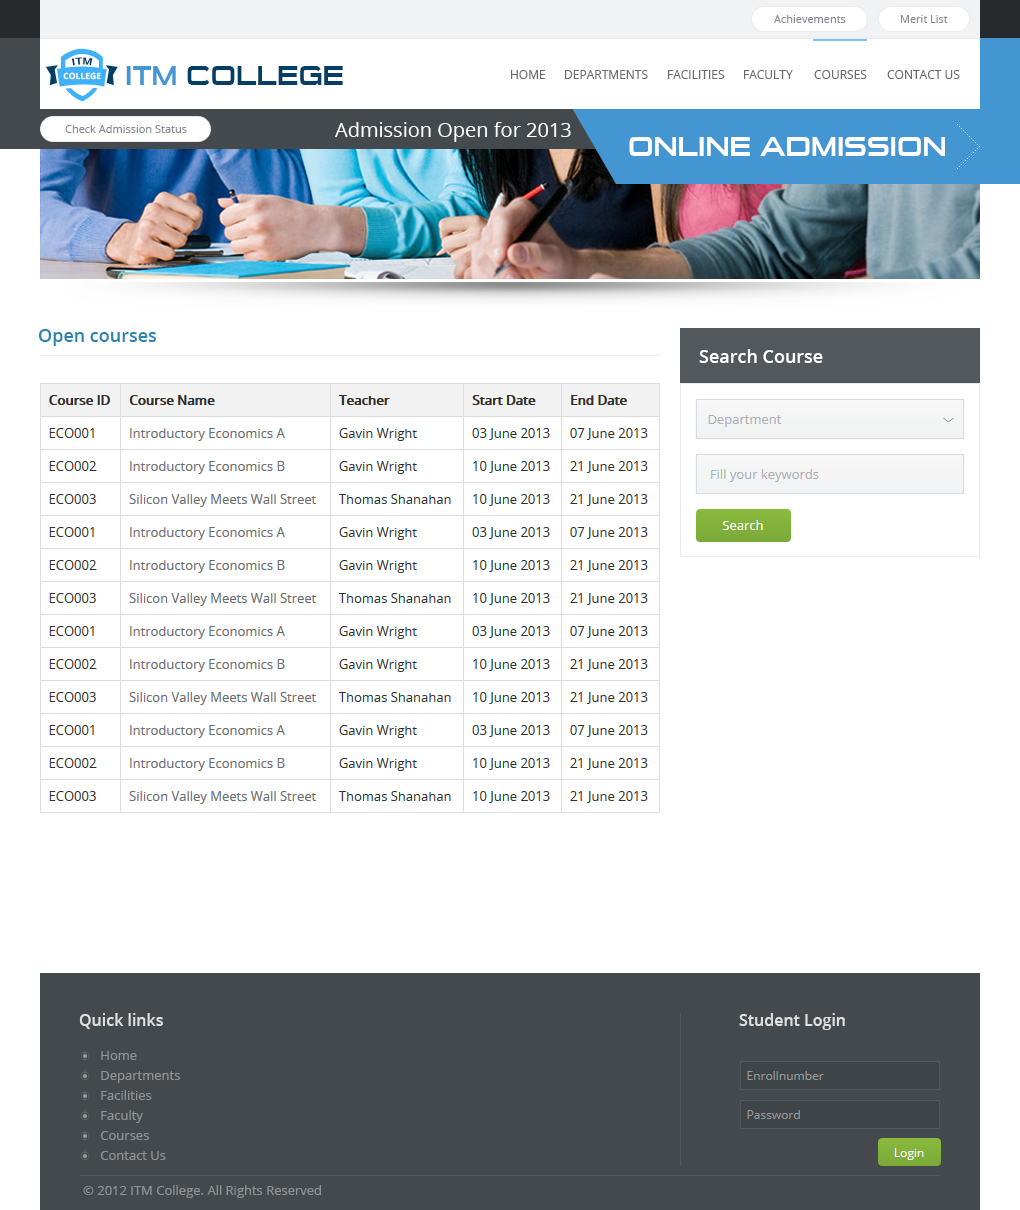 Achievements Merit List
ITM
COLLEGE
ITM COLLEGE
HOME DEPARTMENTS FACILITIES FACULTY COURSES CONTACT US
Check Admission Status
Admission Open for 2013
ONLINE ADMISSION
Open courses
Course ID Course Name Teacher Start Date End Date
ECO001 Introductory Economics A Gavin Wright 03 June 2013 07 June 2013
ECO002 Introductory Economics B Gavin Wright 10 June 2013 21 June 2013
ECO003 Silicon Valley Meets Wall Street Thomas Shanahan 10 June 2013 21 June 2013
ECO001 Introductory Economics A Gavin Wright 03 June 2013 07 June 2013
ECO002 Introductory Economics B Gavin Wright 10 June 2013 21 June 2013
ECO003 Silicon Valley Meets Wall Street Thomas Shanahan 10 June 2013 21 June 2013
ECO001 Introductory Economics A Gavin Wright 03 June 2013 07 June 2013
ECO002 Introductory Economics B Gavin Wright 10 June 2013 21 June 2013
ECO003 Silicon Valley Meets Wall Street Thomas Shanahan 10 June 2013 21 June 2013
ECO001 Introductory Economics A Gavin Wright 03 June 2013 07 June 2013
ECO002 Introductory Economics B Gavin Wright 10 June 2013 21 June 2013
ECO003 Silicon Valley Meets Wall Street Thomas Shanahan 10 June 2013 21 June 2013
Search Course
Department
Fill your keywords
Search
Quick links
Home
Departments
Facilities
Faculty
Courses
Contact Us
Student Login
Enrollnumber
Password
Login
© 2012 ITM College. All Rights Reserved